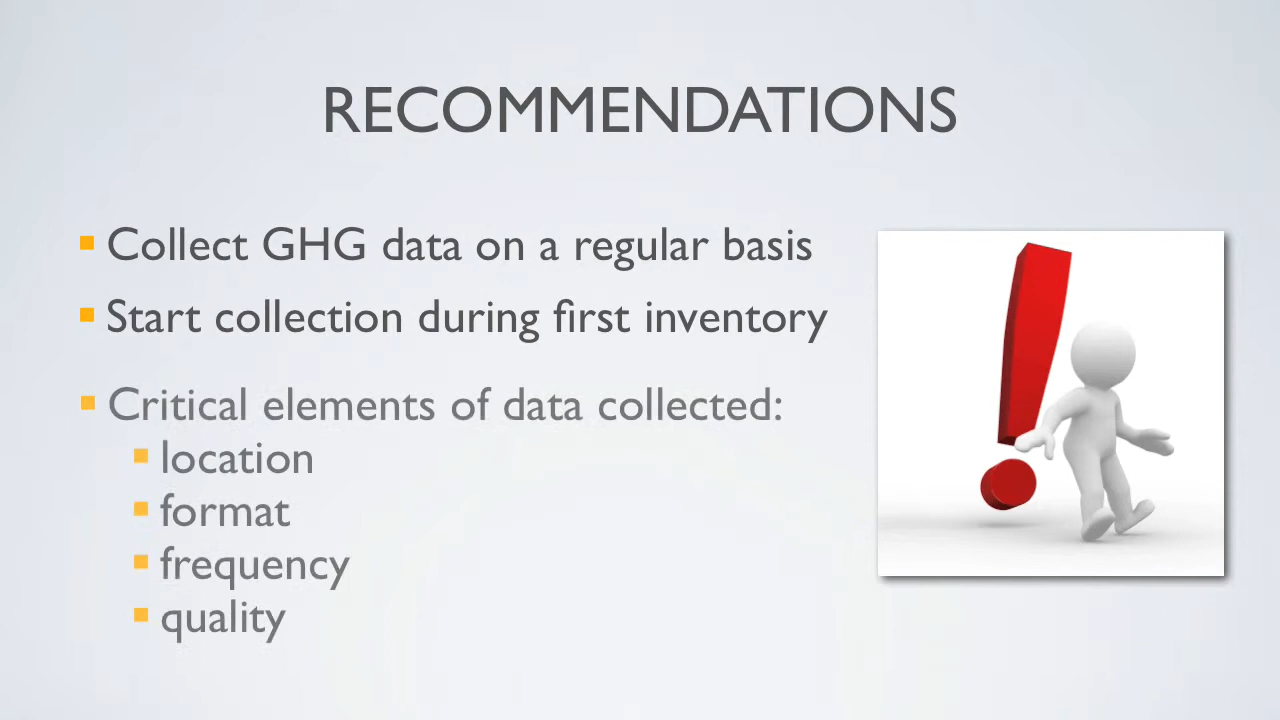 RECOMMENDATIONS
Collect GHG data on a regular basis
Start collection during first inventory
Critical elements of data collected:
location
format
frequency
quality